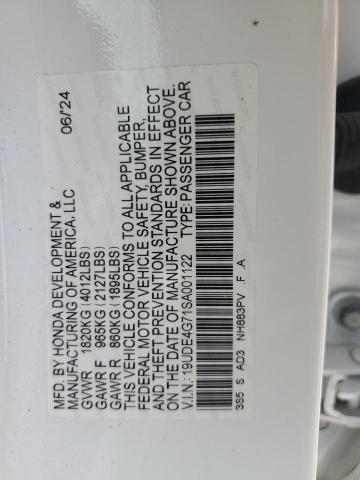 MFD. BY HONDA DEVELOPMENT &
MANUFACTURING OF AMERICA, LLC 06/24
GVWR 1820KG (4012LBS)
GAWR F 965KG (2127LBS)
GAWR R 860KG (1895LBS)
THIS VEHICLE CONFORMS TO ALL APPLICABLE
FEDERAL MOTOR VEHICLE SAFETY, BUMPER,
AND THEFT PREVENTION STANDARDS IN EFFECT
ON THE DATE OF MANUFACTURE SHOWN ABOVE.
V.I.N.: 19UDE4G71SA001122 TYPE: PASSENGER CAR
3S5 S AD3 NH883PV F A